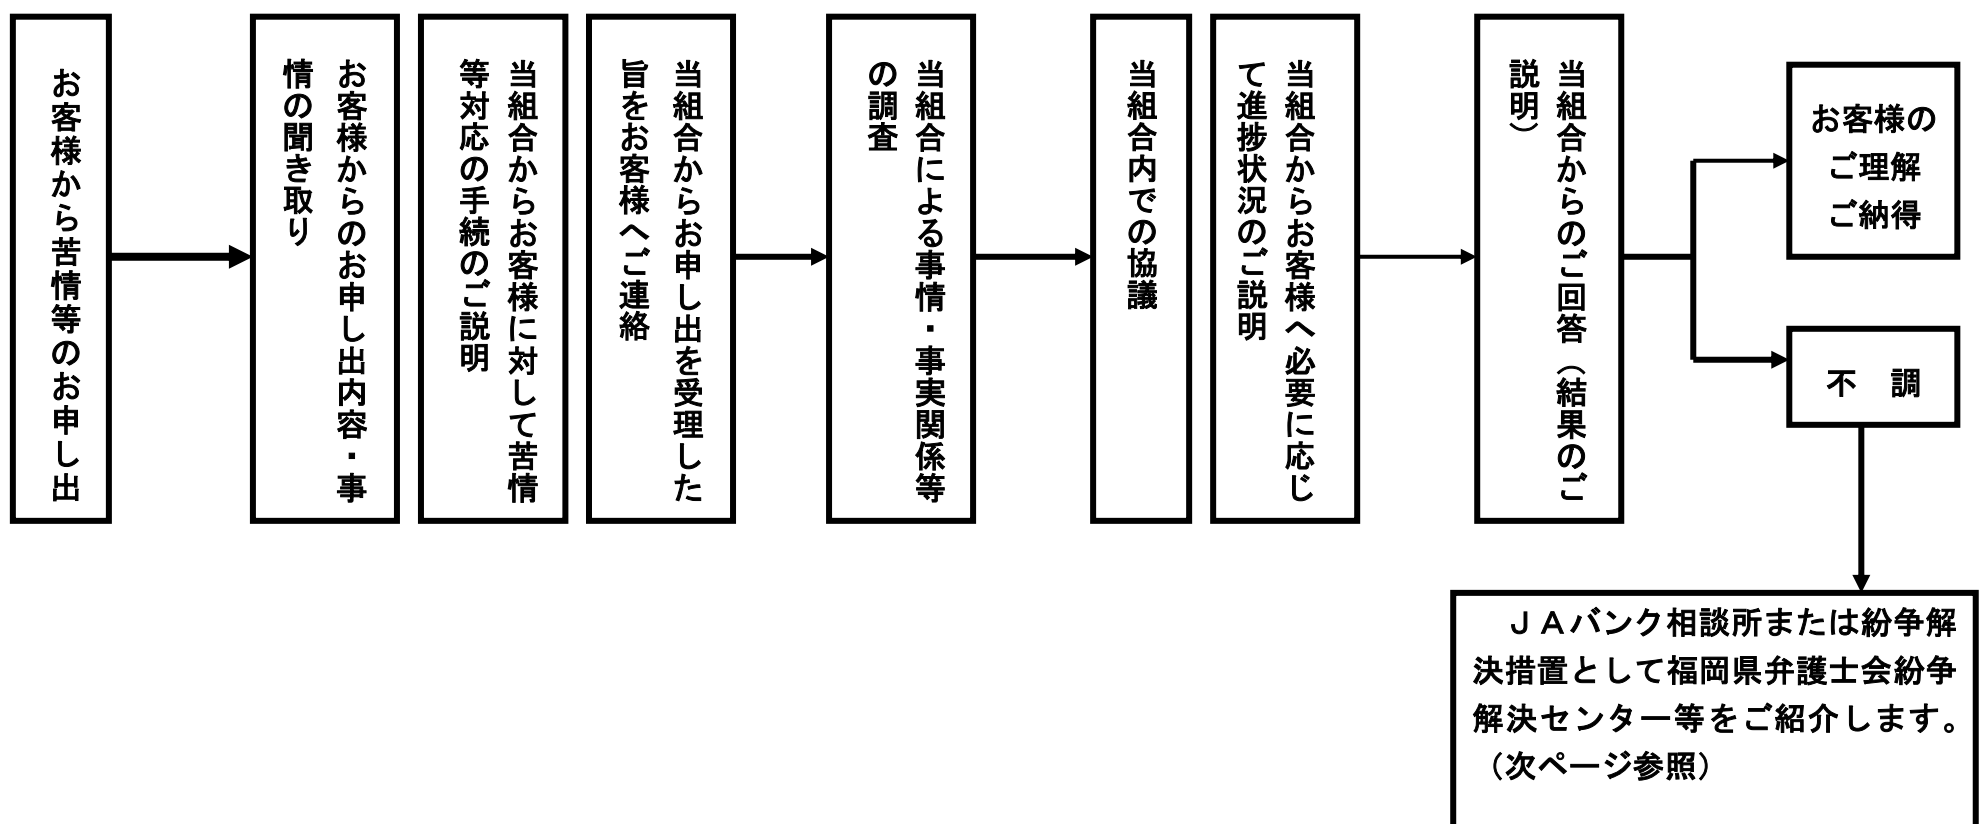 お客様から苦情等のお申し出
お客様からのお申し出内容・事
情の聞き取り
当組合からお客様に対して苦情
等対応の手続のご説明
当組合からお申し出を受理した
旨をお客様へご連絡
当組合による事情・事実関係等
の調査
当組合内での協議
当組合からお客様へ必要に応じ
て進捗状況のご説明
当組合からのご回答（結果のご
説明）
お客様の
ご理解
ご納得
不　調
ＪＡバンク相談所または紛争解
決措置として福岡県弁護士会紛争
解決センター等をご紹介します。
（次ページ参照）